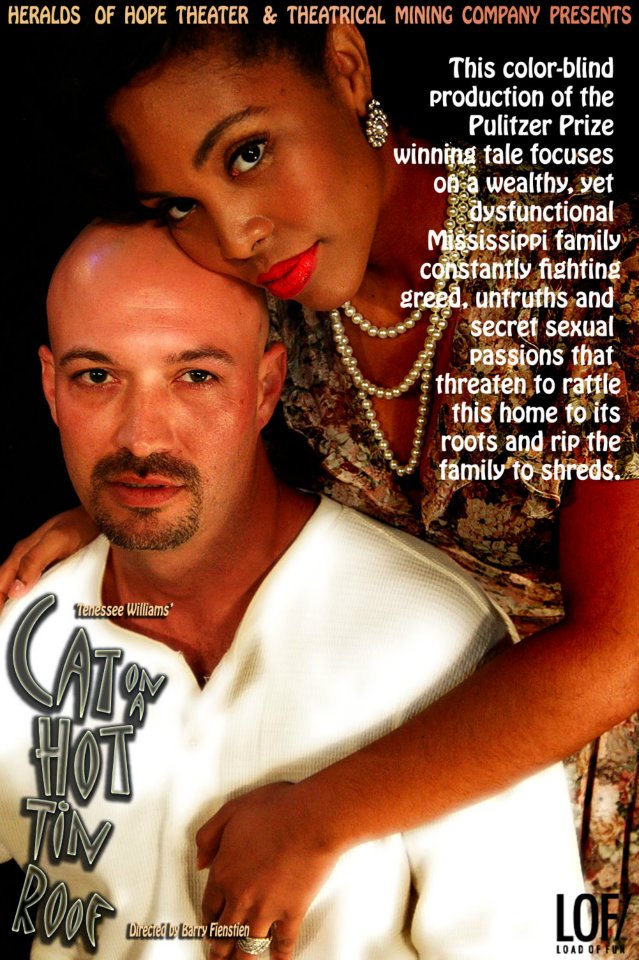 HERALDS OF HOPE THEATER & THEATRICAL MINING COMPANY PRESENTS
This color-blind
production of the
Pulitzer Prize
winning tale focuses
on a wealthy, yet
dysfunctional
Mississippi family
constantly fighting
greed, untruths and
secret sexual
passions that
threaten to rattle
this home to its
roots and rip the
family to shreds.
'Tenessee Williams'
CAT ON
A
HOT
TIN
ROOF
Directed by Barry Fienstien
LOF/
LOAD OF FUN